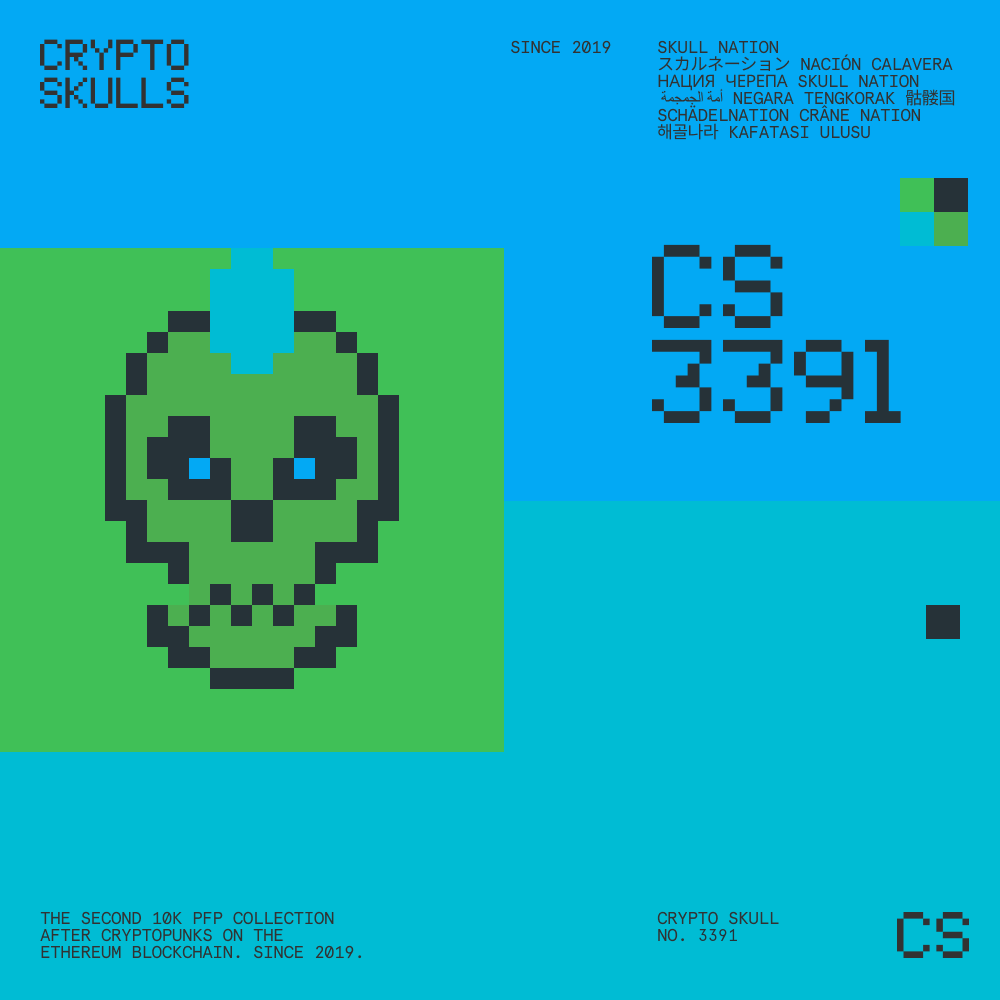 CRYPTO
SKULLS
SINCE 2019
SKULL NATION
スカルネーション NACIÓN CALAVERA
НАЦИЯ ЧЕРЕПА SKULL NATION
أمة الجمجمة NEGARA TENGKORAK 骷髅国
SCHÄDELNATION CRÂNE NATION
해골나라 KAFATASI ULUSU
CS
3391
THE SECOND 10K PFP COLLECTION
AFTER CRYPTOPUNKS ON THE
ETHEREUM BLOCKCHAIN. SINCE 2019.
CRYPTO SKULL
NO. 3391
CS